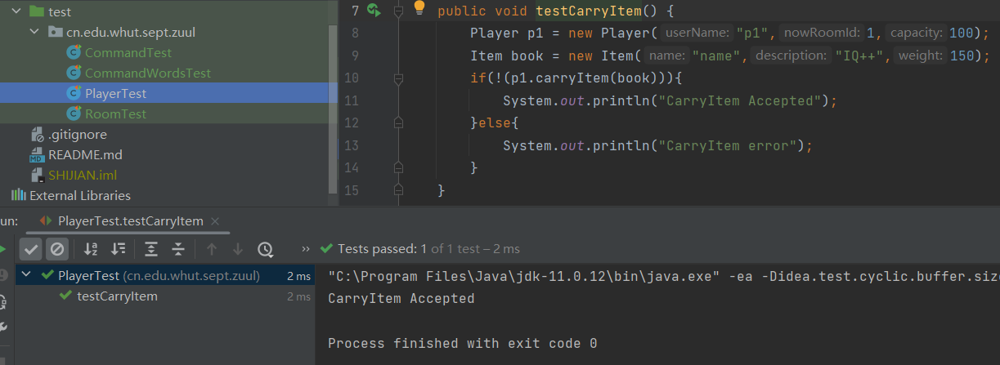 test
cn.edu.whut.sept.zuul
CommandTest
CommandWordsTest
PlayerTest
RoomTest
.gitignore
README.md
SHIJIAN.iml
External Libraries
7 public void testCarryItem() {
8 Player p1 = new Player( userName: "p1", nowRoomId: 1, capacity: 100);
9 Item book = new Item( name: "name", description: "IQ++", weight: 150);
10 if(!(p1.carryItem(book))){
11 System.out.println("CarryItem Accepted");
12 }else{
13 System.out.println("CarryItem error");
14 }
15 }
un: PlayerTest.testCarryItem ×
» Tests passed: 1 of 1 test – 2 ms
PlayerTest (cn.edu.whut.sept.zuul) 2 ms
testCarryItem 2 ms
"C:\Program Files\Java\jdk-11.0.12\bin\java.exe" -ea -Didea.test.cyclic.buffer.size
CarryItem Accepted
Process finished with exit code 0